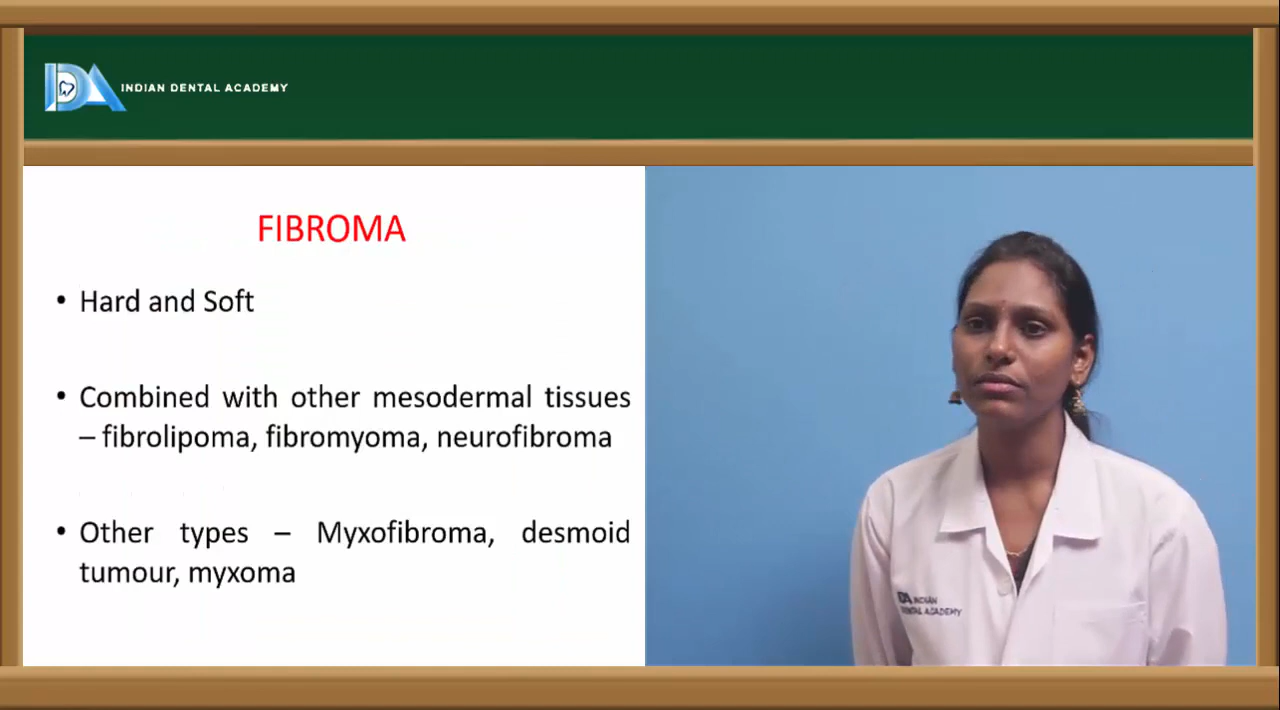 INDIAN DENTAL ACADEMY
FIBROMA
• Hard and Soft
• Combined with other mesodermal tissues
– fibrolipoma, fibromyoma, neurofibroma
• Other types – Myxofibroma, desmoid
tumour, myxoma
IDA INDIAN
DENTAL ACADEMY